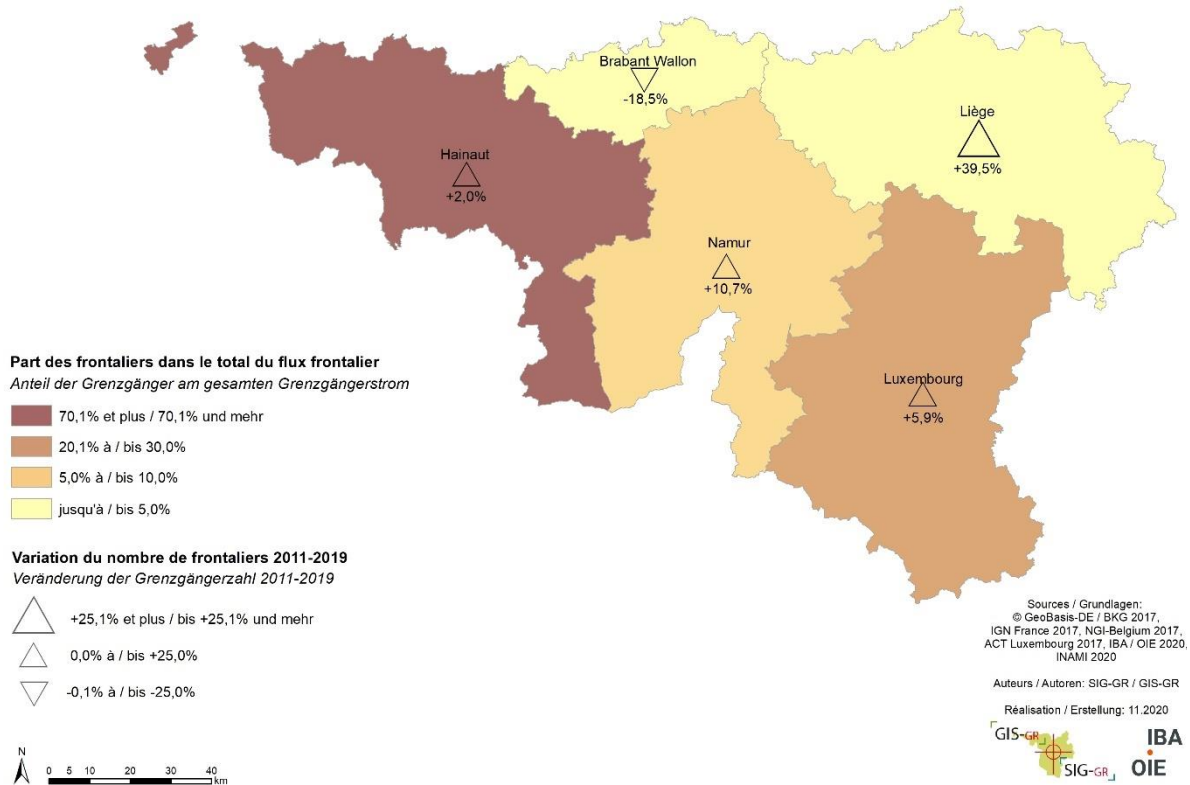 Brabant Wallon
-18,5%
Liège
+39,5%
Hainaut
+2,0%
Namur
+10,7%
Luxembourg
+5,9%
Part des frontaliers dans le total du flux frontalier
Anteil der Grenzgänger am gesamten Grenzgängerstrom
70,1% et plus / 70,1% und mehr
20,1% à / bis 30,0%
5,0% à / bis 10,0%
jusqu'à / bis 5,0%
Variation du nombre de frontaliers 2011-2019
Veränderung der Grenzgängerzahl 2011-2019
+25,1% et plus / bis +25,1% und mehr
0,0% à / bis +25,0%
-0,1% à / bis -25,0%
N
0 5 10 20 30 40
km
Sources / Grundlagen:
© GeoBasis-DE / BKG 2017,
IGN France 2017, NGI-Belgium 2017,
ACT Luxembourg 2017, IBA / OIE 2020,
INAMI 2020
Auteurs / Autoren: SIG-GR / GIS-GR
Réalisation / Erstellung: 11.2020
GIS-GR
SIG-GR
IBA
OIE